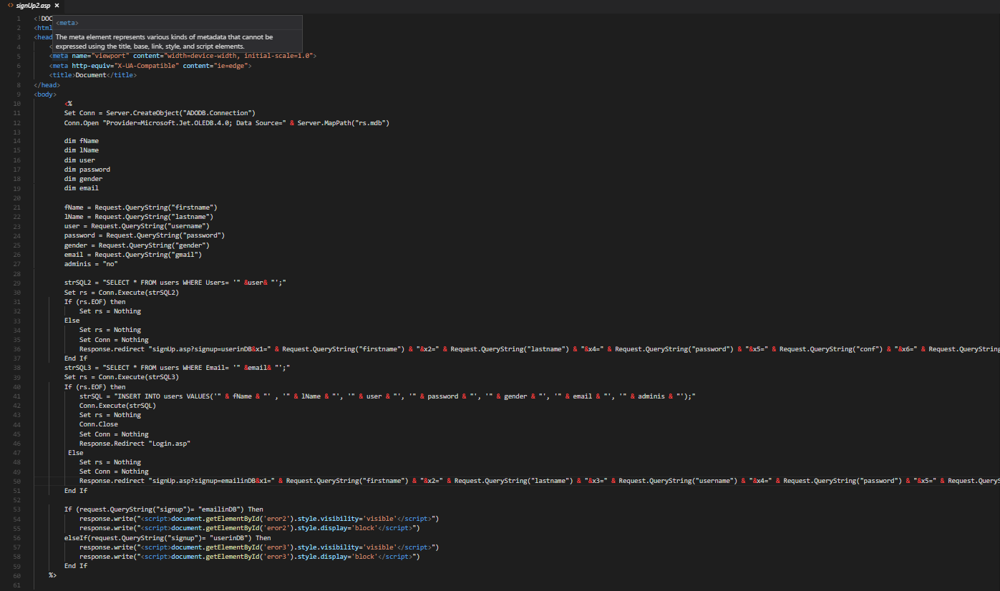 signUp2.asp ×
1 <!DOC
<meta>
2 <html
3 <head
The meta element represents various kinds of metadata that cannot be
expressed using the title, base, link, style, and script elements.
4 <
5 <meta name="viewport" content="width=device-width, initial-scale=1.0">
6 <meta http-equiv="X-UA-Compatible" content="ie=edge">
7 <title>Document</title>
8 </head>
9 <body>
10 <%
11 Set Conn = Server.CreateObject("ADODB.Connection")
12 Conn.Open "Provider=Microsoft.Jet.OLEDB.4.0; Data Source=" & Server.MapPath("rs.mdb")
13
14 dim fName
15 dim lName
16 dim user
17 dim password
18 dim gender
19 dim email
20
21 fName = Request.QueryString("firstname")
22 lName = Request.QueryString("lastname")
23 user = Request.QueryString("username")
24 password = Request.QueryString("password")
25 gender = Request.QueryString("gender")
26 email = Request.QueryString("gmail")
27 adminis = "no"
28
29 strSQL2 = "SELECT * FROM users WHERE Users= '" &user& "';"
30 Set rs = Conn.Execute(strSQL2)
31 If (rs.EOF) then
32 Set rs = Nothing
33 Else
34 Set rs = Nothing
35 Set Conn = Nothing
36 Response.redirect "signUp.asp?signup=userinDB&x1=" & Request.QueryString("firstname") & "&x2=" & Request.QueryString("lastname") & "&x4=" & Request.QueryString("password") & "&x5=" & Request.QueryString("conf") & "&x6=" & Request.QueryString
37 End If
38 strSQL3 = "SELECT * FROM users WHERE Email= '" &email& "';"
39 Set rs = Conn.Execute(strSQL3)
40 If (rs.EOF) then
41 strSQL = "INSERT INTO users VALUES('" & fName & "' , '" & lName & "', '" & user & "', '" & password & "', '" & gender & "', '" & email & "', '" & adminis & "');"
42 Conn.Execute(strSQL)
43 Set rs = Nothing
44 Conn.Close
45 Set Conn = Nothing
46 Response.Redirect "Login.asp"
47 Else
48 Set rs = Nothing
49 Set Conn = Nothing
50 Response.redirect "signUp.asp?signup=emailinDB&x1=" & Request.QueryString("firstname") & "&x2=" & Request.QueryString("lastname") & "&x3=" & Request.QueryString("username") & "&x4=" & Request.QueryString("password") & "&x5=" & Request.QueryS
51 End If
52
53 If (request.QueryString("signup")= "emailinDB") Then
54 response.write("<script>document.getElementById('eror2').style.visibility='visible'</script>")
55 response.write("<script>document.getElementById('eror2').style.display='block'</script>")
56 elseIf(request.QueryString("signup")= "userinDB") Then
57 response.write("<script>document.getElementById('eror3').style.visibility='visible'</script>")
58 response.write("<script>document.getElementById('eror3').style.display='block'</script>")
59 End If
60 %>
61